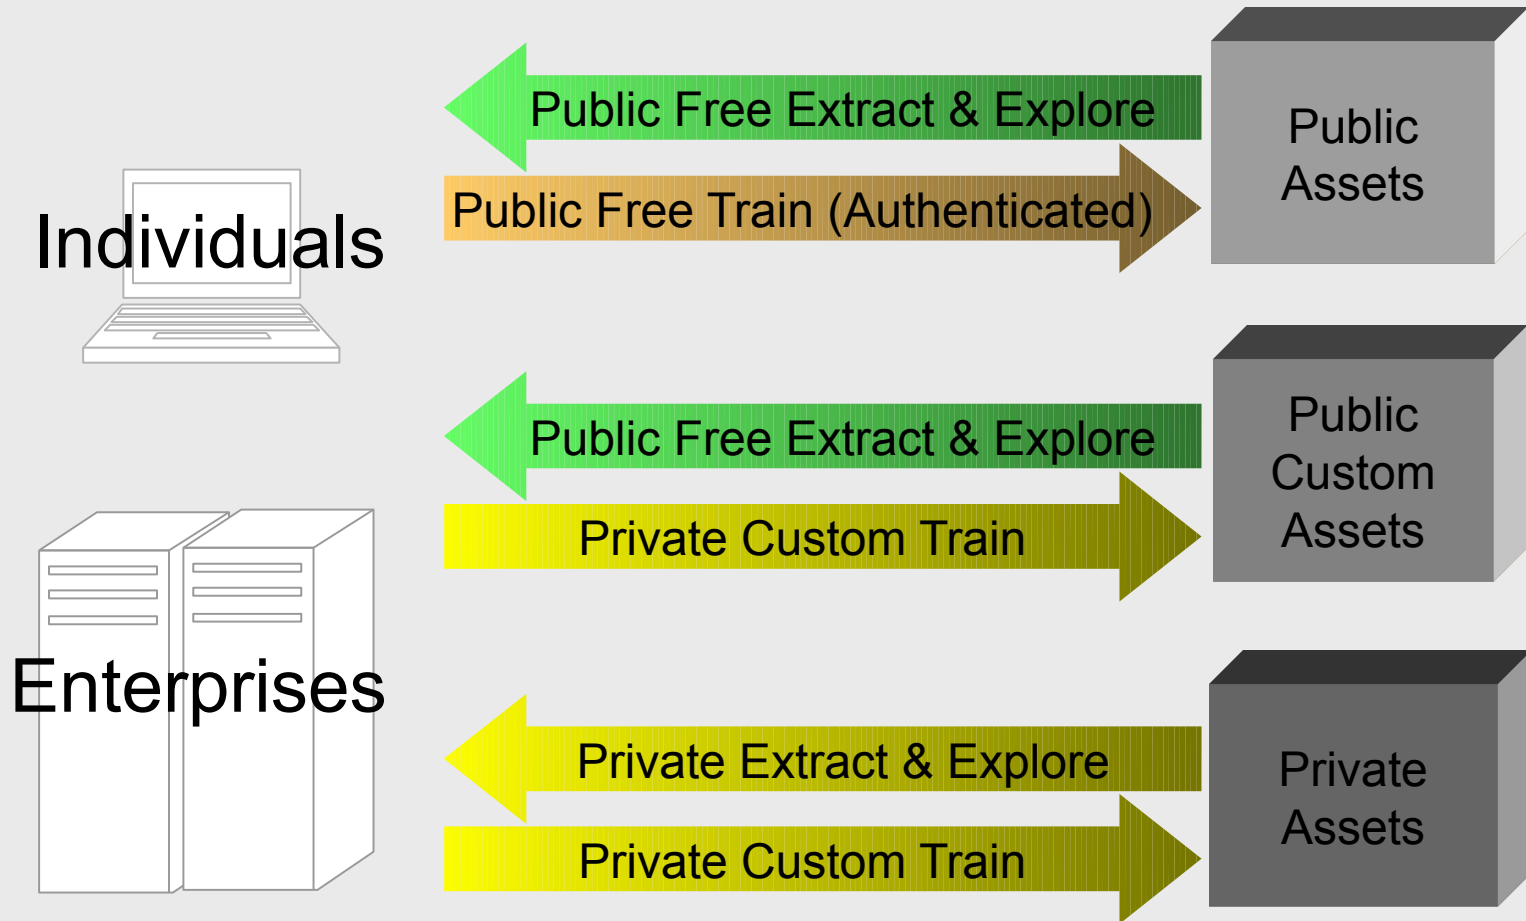 Public Free Extract & Explore
Public
Assets
Individuals
Public Free Train (Authenticated)
Public Free Extract & Explore
Public
Custom
Assets
Private Custom Train
Enterprises
Private Extract & Explore
Private
Assets
Private Custom Train